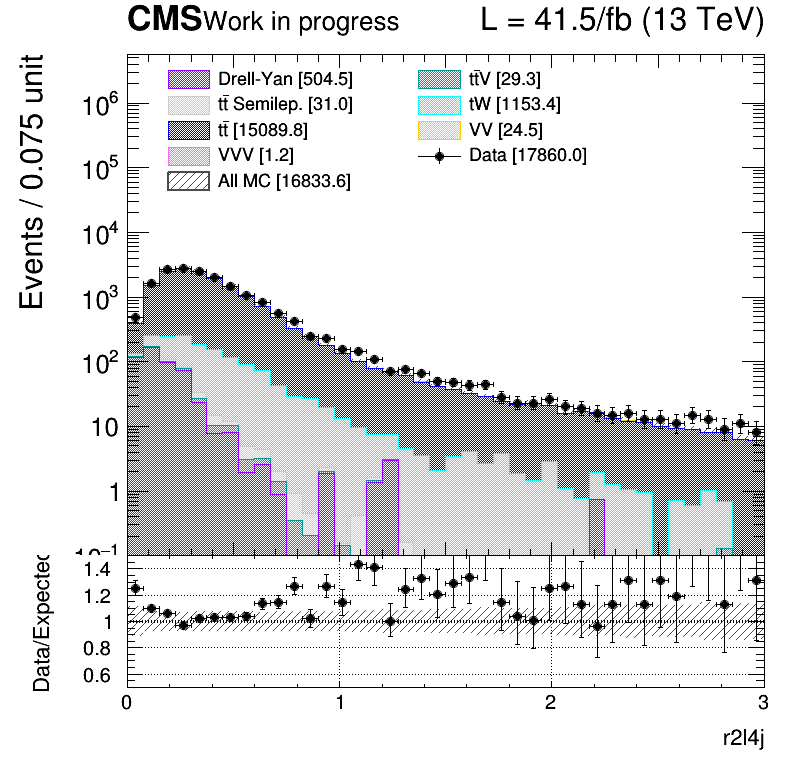 CMS Work in progress L = 41.5/fb (13 TeV)
Drell-Yan [504.5] tt̄V [29.3]
tt̄ Semilep. [31.0] tW [1153.4]
tt̄ [15089.8] VV [24.5]
VVV [1.2] Data [17860.0]
All MC [16833.6]
Events / 0.075 unit
10⁶
10⁵
10⁴
10³
10²
10
1
10⁻¹
Data/Expected
1.4
1.2
1
0.8
0.6
0 1 2 3
r2l4j